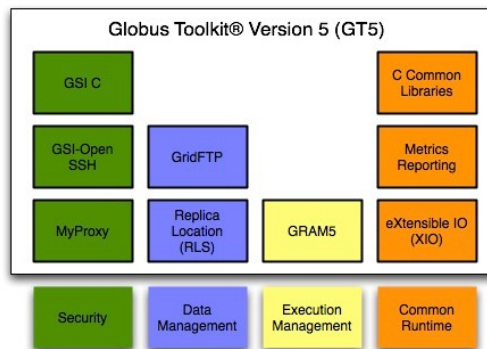 Globus Toolkit® Version 5 (GT5)
GSI C
C Common
Libraries
GSI-Open
SSH
GridFTP
Metrics
Reporting
MyProxy
Replica
Location
(RLS)
GRAM5
eXtensible IO
(XIO)
Security
Data
Management
Execution
Management
Common
Runtime